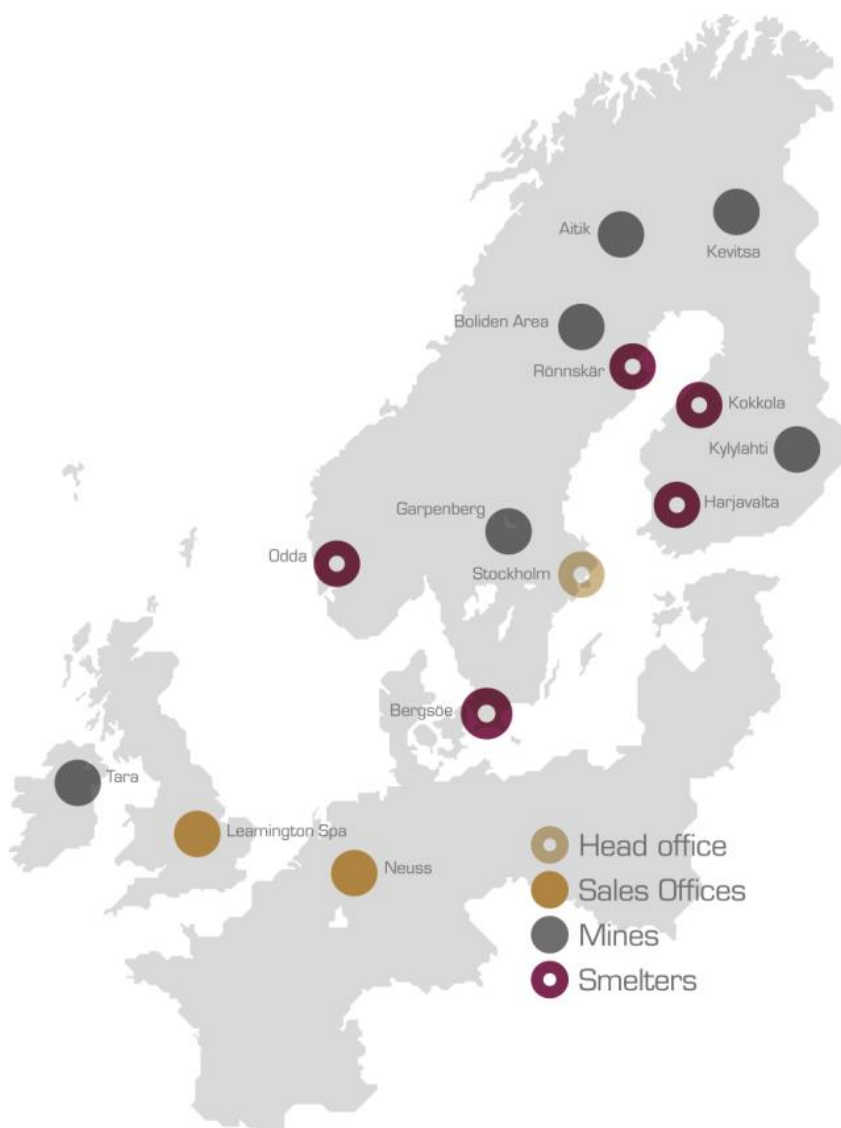 Aitik
Kevitsa
Boliden Area
Rönnskär
Kokkola
Kylylahti
Harjavalta
Garpenberg
Odda
Stockholm
Bergsöe
Tara
Leamington Spa
Neuss
Head office
Sales Offices
Mines
Smelters